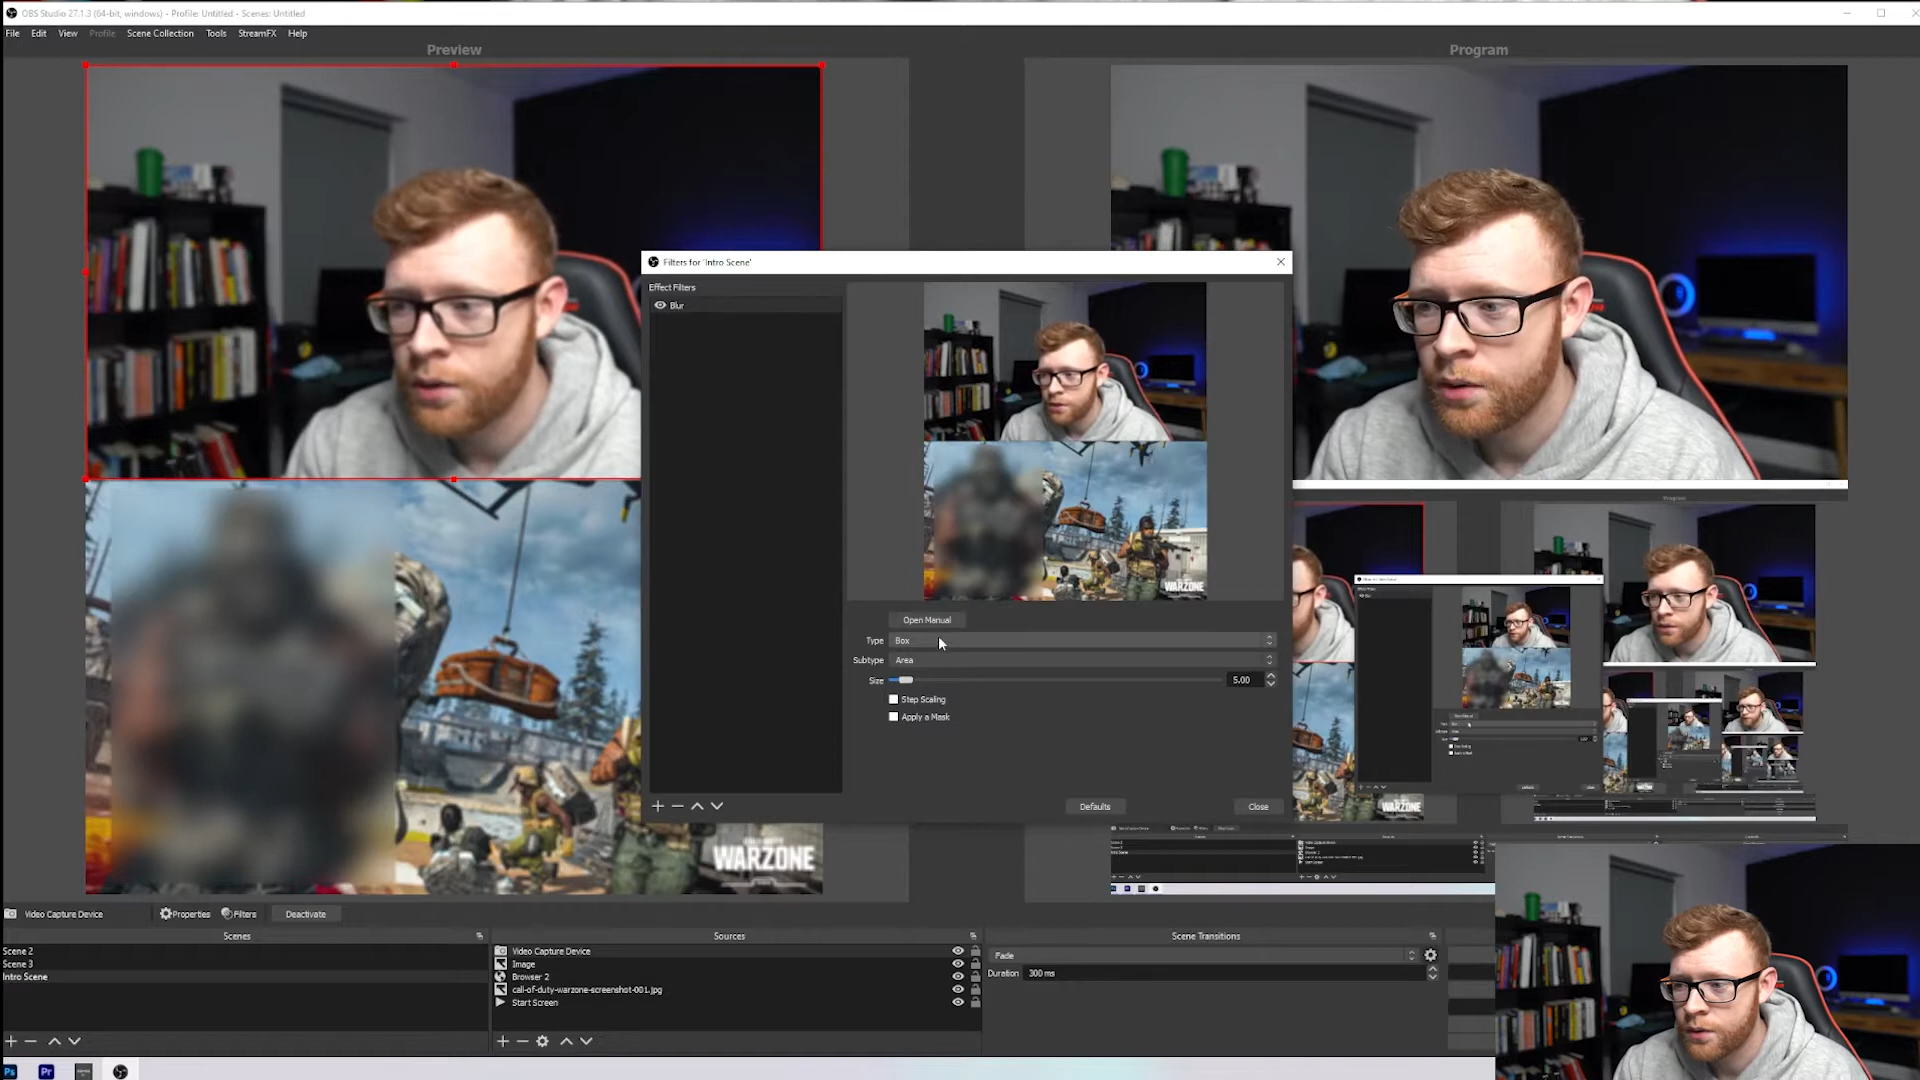 OBS Studio 27.1.3 (64-bit, windows) - Profile: Untitled - Scenes: Untitled
File Edit View Profile Scene Collection Tools StreamFX Help
Preview
Program
Filters for 'Intro Scene'
Effect Filters
Blur
WARZONE
Open Manual
Type Box
Subtype Area
Size 5.00
Step Scaling
Apply a Mask
Defaults
Close
WARZONE
WARZONE
Video Capture Device
Properties
Filters
Deactivate
Scenes
Scene 2
Scene 3
Intro Scene
Sources
Video Capture Device
Image
Browser 2
call-of-duty-warzone-screenshot-001.jpg
Start Screen
Scene Transitions
Fade
Duration 300 ms
Ps
Pr